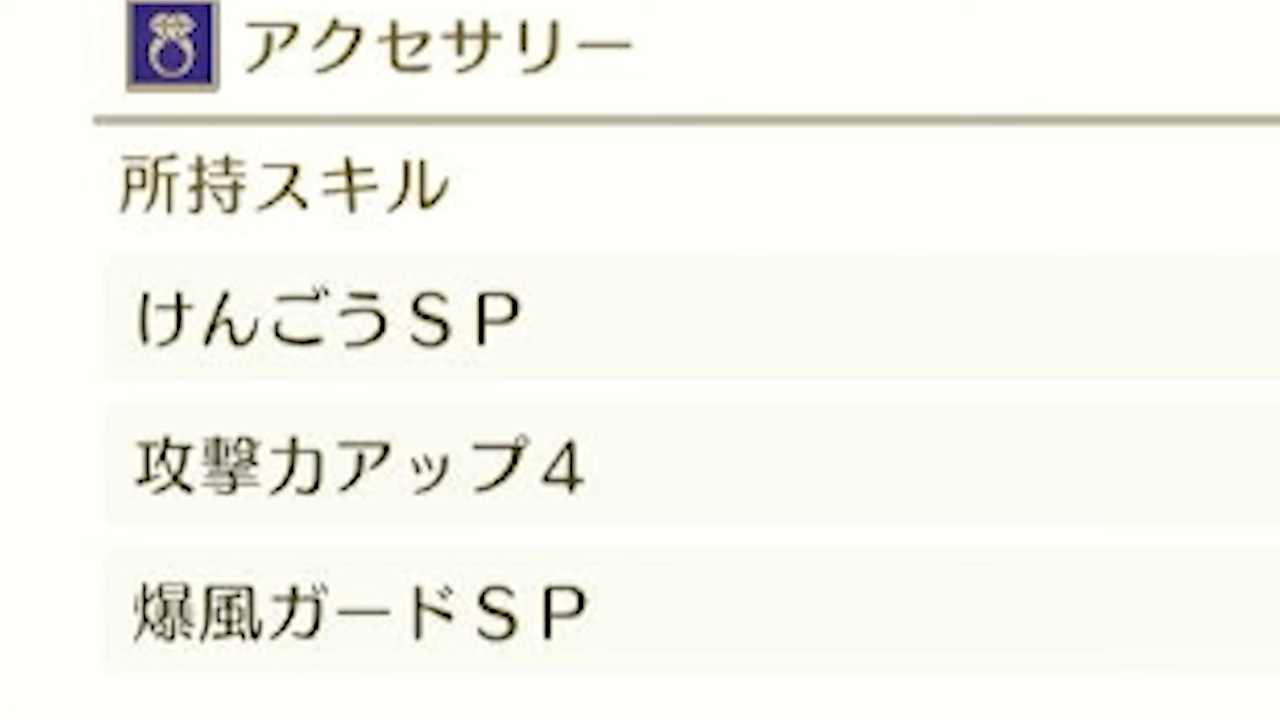 アクセサリー
所持スキル
けんごうＳＰ
攻撃力アップ４
爆風ガードＳＰ